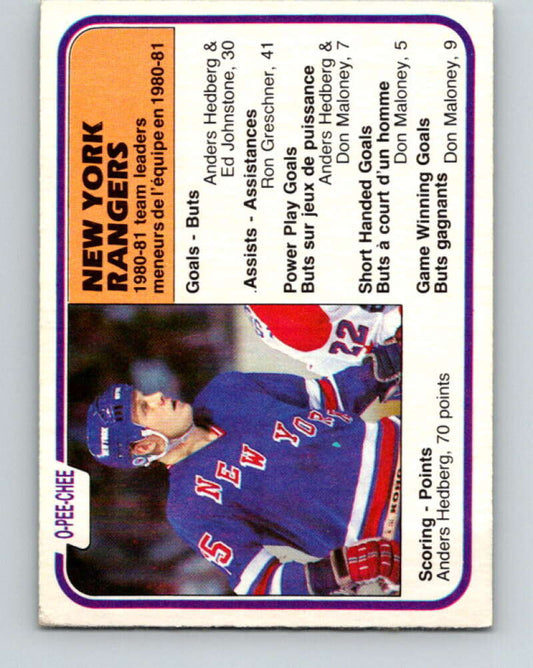 O-PEE-CHEE
NEW YORK
RANGERS
1980-81 team leaders
meneurs de l'équipe en 1980-81
Goals - Buts
Anders Hedberg &
Ed Johnstone, 30
Assists - Assistances
Ron Greschner, 41
Power Play Goals
Buts sur jeux de puissance
Anders Hedberg &
Don Maloney, 7
Short Handed Goals
Buts à court d'un homme
Don Maloney, 5
Game Winning Goals
Buts gagnants
Don Maloney, 9
Scoring - Points
Anders Hedberg, 70 points
NEW YORK
15
22
KOHO